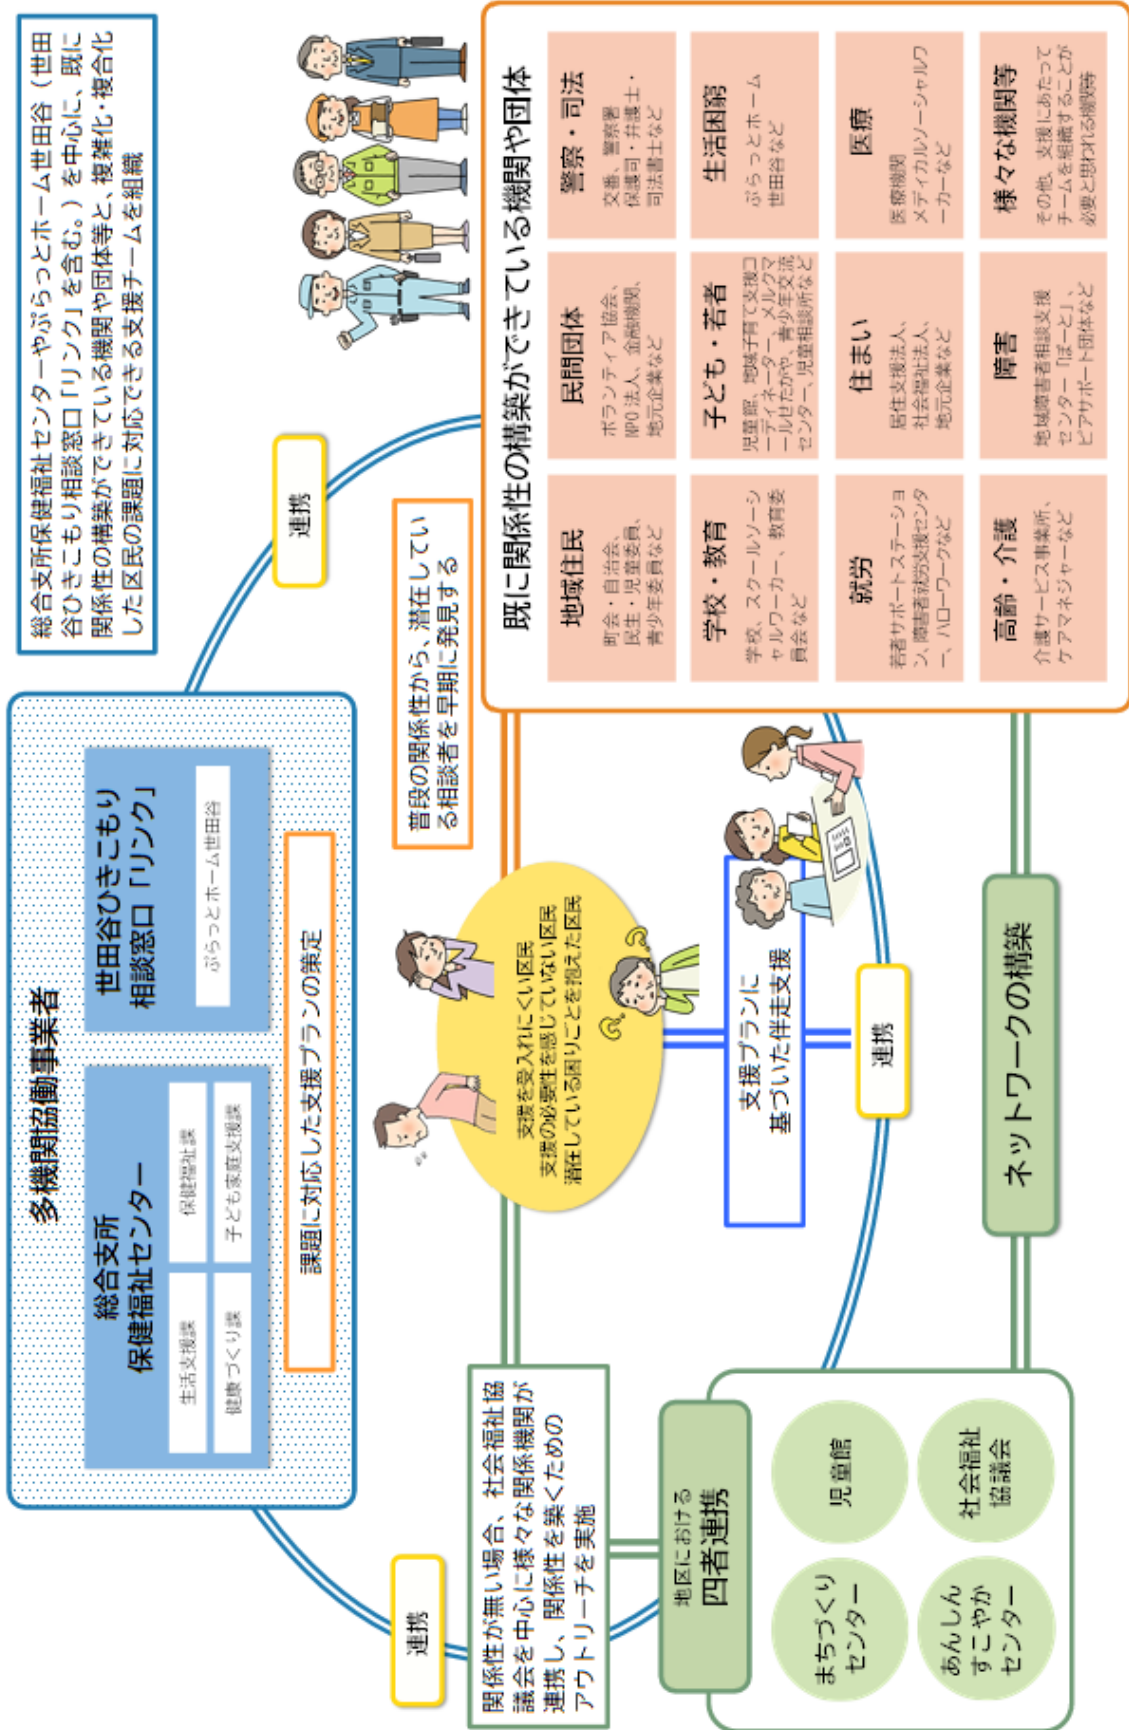 総合支所保健福祉センターやぷらっとホーム世田谷（世田
谷ひきこもり相談窓口「リンク」を含む。）を中心に、既に
関係性の構築ができている機関や団体等と、複雑化・複合化
した区民の課題に対応できる支援チームを組織
多機関協働事業者
総合支所
保健福祉センター
生活支援課
保健福祉課
健康づくり課
子ども家庭支援課
世田谷ひきこもり
相談窓口「リンク」
ぷらっとホーム世田谷
課題に対応した支援プランの策定
連携
連携
関係性が無い場合、社会福祉協
議会を中心に様々な関係機関が
連携し、関係性を築くための
アウトリーチを実施
支援を受入れにくい区民
支援の必要性を感じていない区民
潜在している困りごとを抱えた区民
普段の関係性から、潜在してい
る相談者を早期に発見する
支援プランに
基づいた伴走支援
連携
地区における
四者連携
まちづくり
センター
児童館
あんしん
すこやか
センター
社会福祉
協議会
ネットワークの構築
既に関係性の構築ができている機関や団体
地域住民
町会・自治会、
民生・児童委員、
青少年委員など
民間団体
ボランティア協会、
NPO 法人、金融機関、
地元企業など
警察・司法
交番、警察署
保護司・弁護士・
司法書士など
学校・教育
学校、スクールソーシ
ャルワーカー、教育委
員会など
子ども・若者
児童館、地域子育て支援コ
ーディネーター、メルクマ
ールせたがや、青少年交流
センター、児童相談所など
生活困窮
ぷらっとホーム
世田谷など
就労
若者サポートステーショ
ン、障害者就労支援センタ
ー、ハローワークなど
住まい
居住支援法人、
社会福祉法人、
地元企業など
医療
医療機関
メディカルソーシャルワ
ーカーなど
高齢・介護
介護サービス事業所、
ケアマネジャーなど
障害
地域障害者相談支援
センター「ぽーと」、
ピアサポート団体など
様々な機関等
その他、支援にあたって
チームを組織することが
必要と思われる機関等